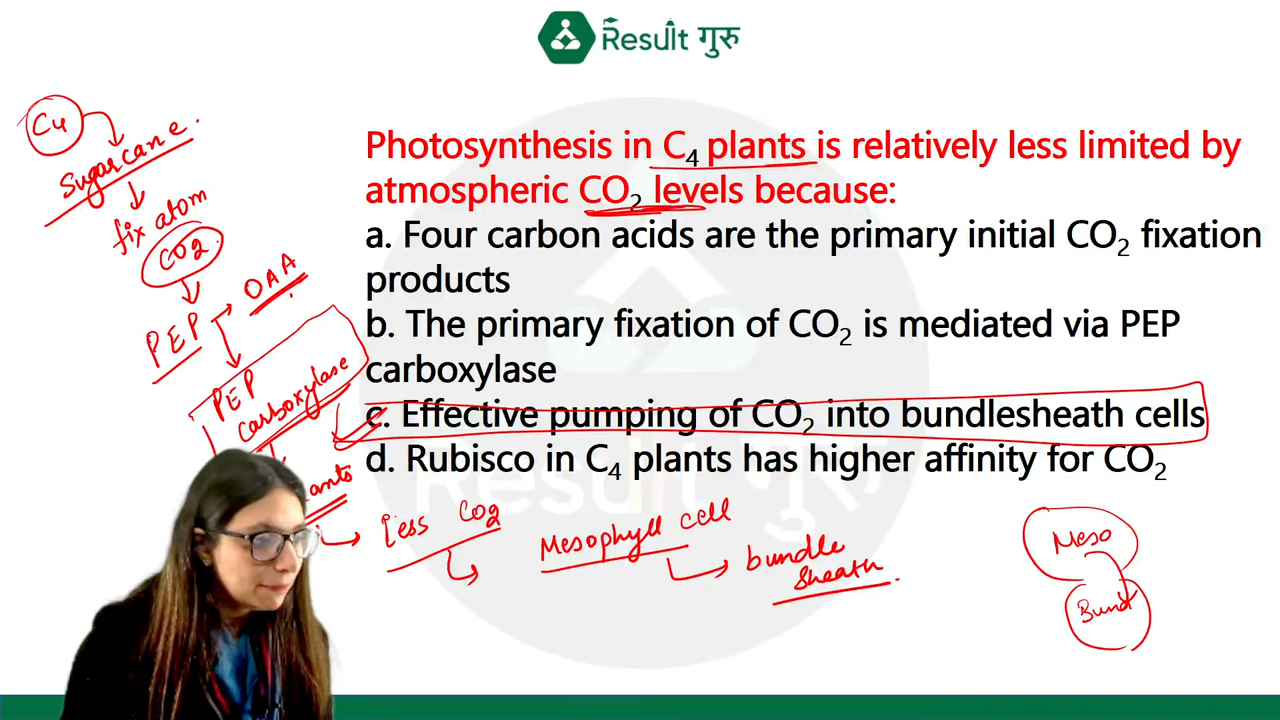 Result गुरु
Photosynthesis in C₄ plants is relatively less limited by
atmospheric CO₂ levels because:
a. Four carbon acids are the primary initial CO₂ fixation
products
b. The primary fixation of CO₂ is mediated via PEP
carboxylase
c. Effective pumping of CO₂ into bundlesheath cells
d. Rubisco in C₄ plants has higher affinity for CO₂
C4
Sugarcane.
fix atom
CO2
PEP
OAA
PEP
carboxylase
less CO2
Mesophyll cell
bundle
sheath
Meso
Bund